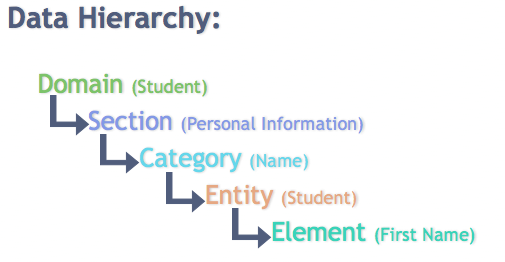 Data Hierarchy:
Domain (Student)
Section (Personal Information)
Category (Name)
Entity (Student)
Element (First Name)